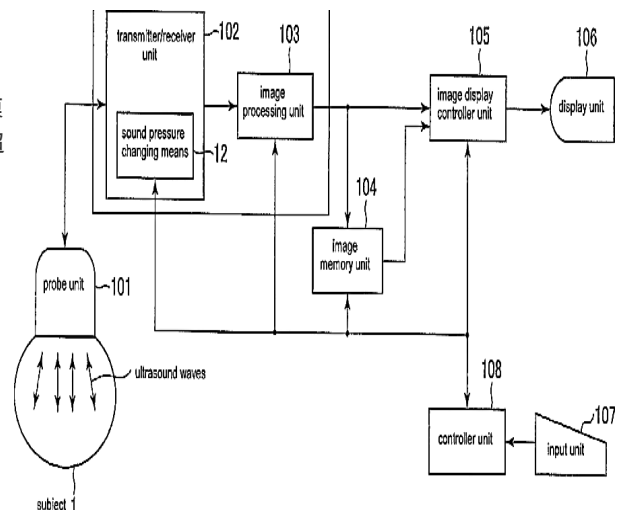 transmitter/receiver
unit
102
103
105
106
image
processing unit
image display
controller unit
display unit
sound pressure
changing means
12
104
image
memory unit
probe unit
101
ultrasound waves
108
107
controller unit
input unit
subject 1